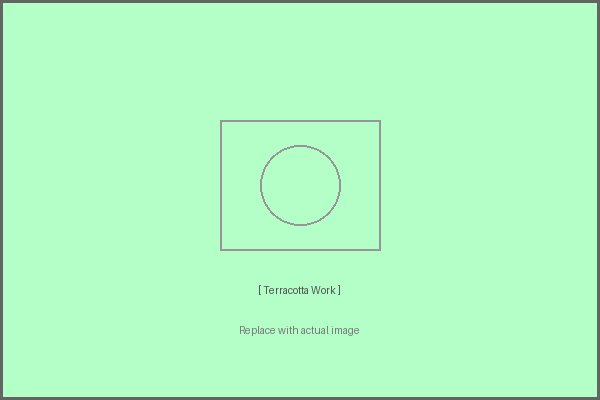 [ Terracotta Work ]
Replace with actual image